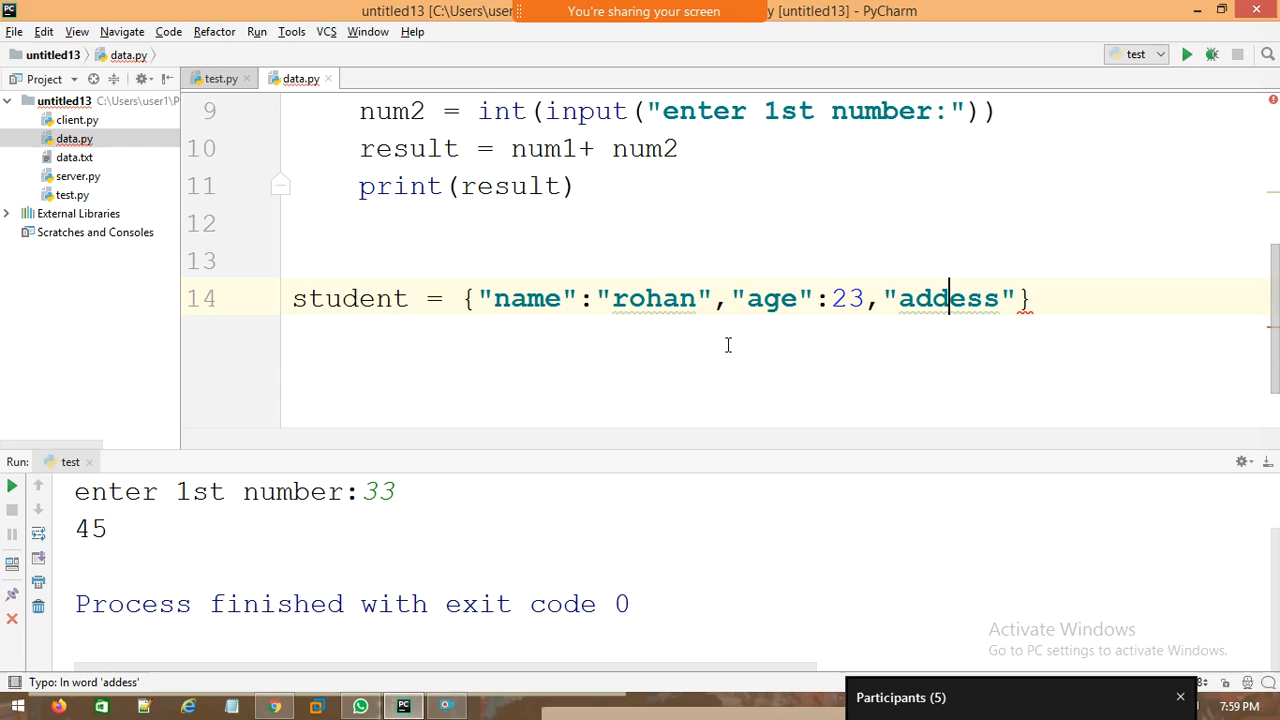 untitled13 [C:\Users\user
You're sharing your screen
y [untitled13] - PyCharm
File Edit View Navigate Code Refactor Run Tools VCS Window Help
untitled13 data.py
test
Project
test.py data.py
untitled13 C:\Users\user1\P
client.py
data.py
data.txt
server.py
test.py
External Libraries
Scratches and Consoles
9 num2 = int(input("enter 1st number:"))
10 result = num1+ num2
11 print(result)
12
13
14 student = {"name":"rohan","age":23,"addess"}
Run: test
enter 1st number:33
45
Process finished with exit code 0
Activate Windows
Go to PC settings to activate Windows.
Typo: In word 'addess'
Participants (5)
7:59 PM